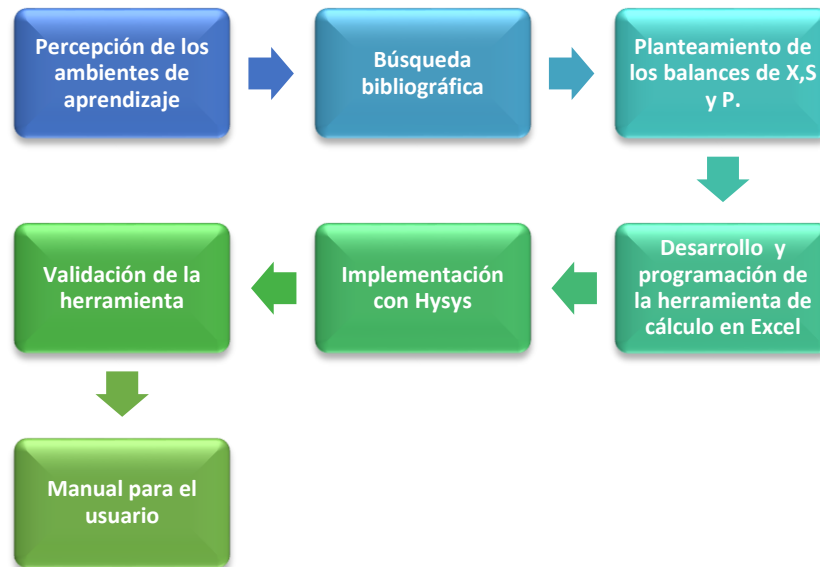 Percepción de los
ambientes de
aprendizaje
Búsqueda
bibliográfica
Planteamiento de
los balances de X,S
y P.
Desarrollo y
programación de
la herramienta de
cálculo en Excel
Implementación
con Hysys
Validación de la
herramienta
Manual para el
usuario